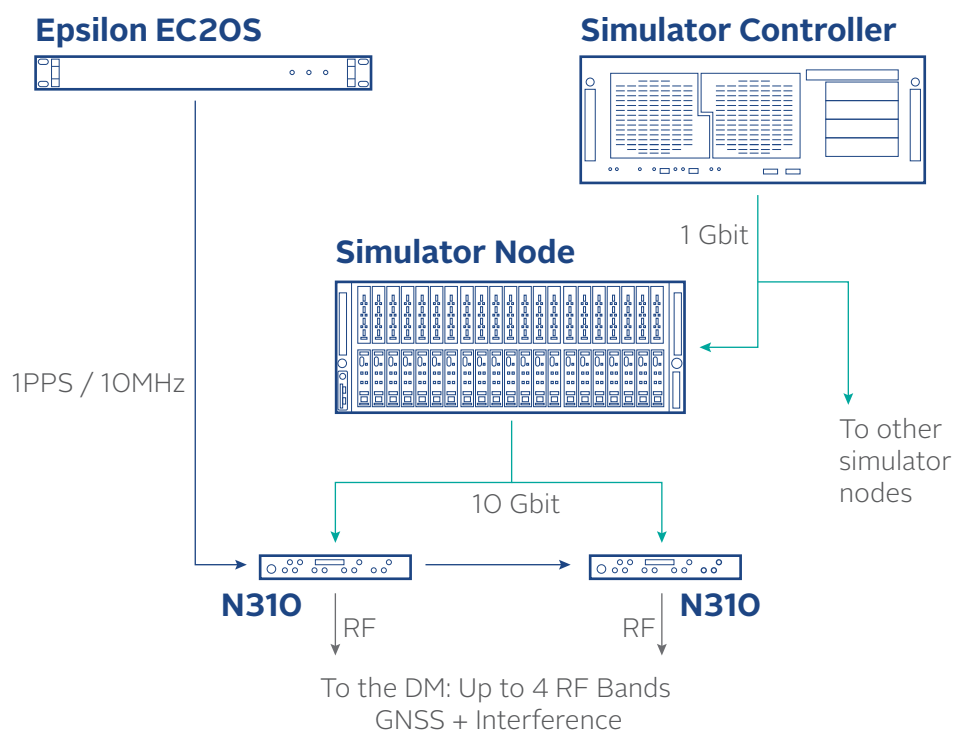 Epsilon EC20S
Simulator Controller
1 Gbit
Simulator Node
1PPS / 10MHz
To other
simulator
nodes
10 Gbit
N310
N310
RF
RF
To the DM: Up to 4 RF Bands
GNSS + Interference